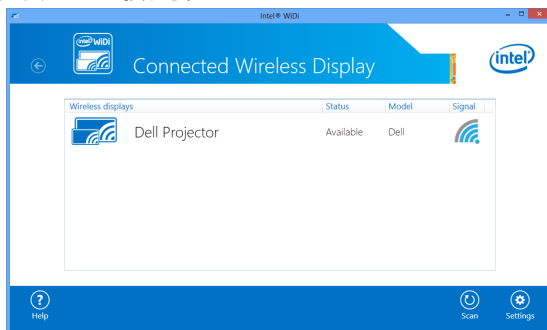 Intel® WiDi
intel WiDi
Connected Wireless Display
intel
Wireless displays Status Model Signal
Dell Projector Available Dell
? Help Scan Settings